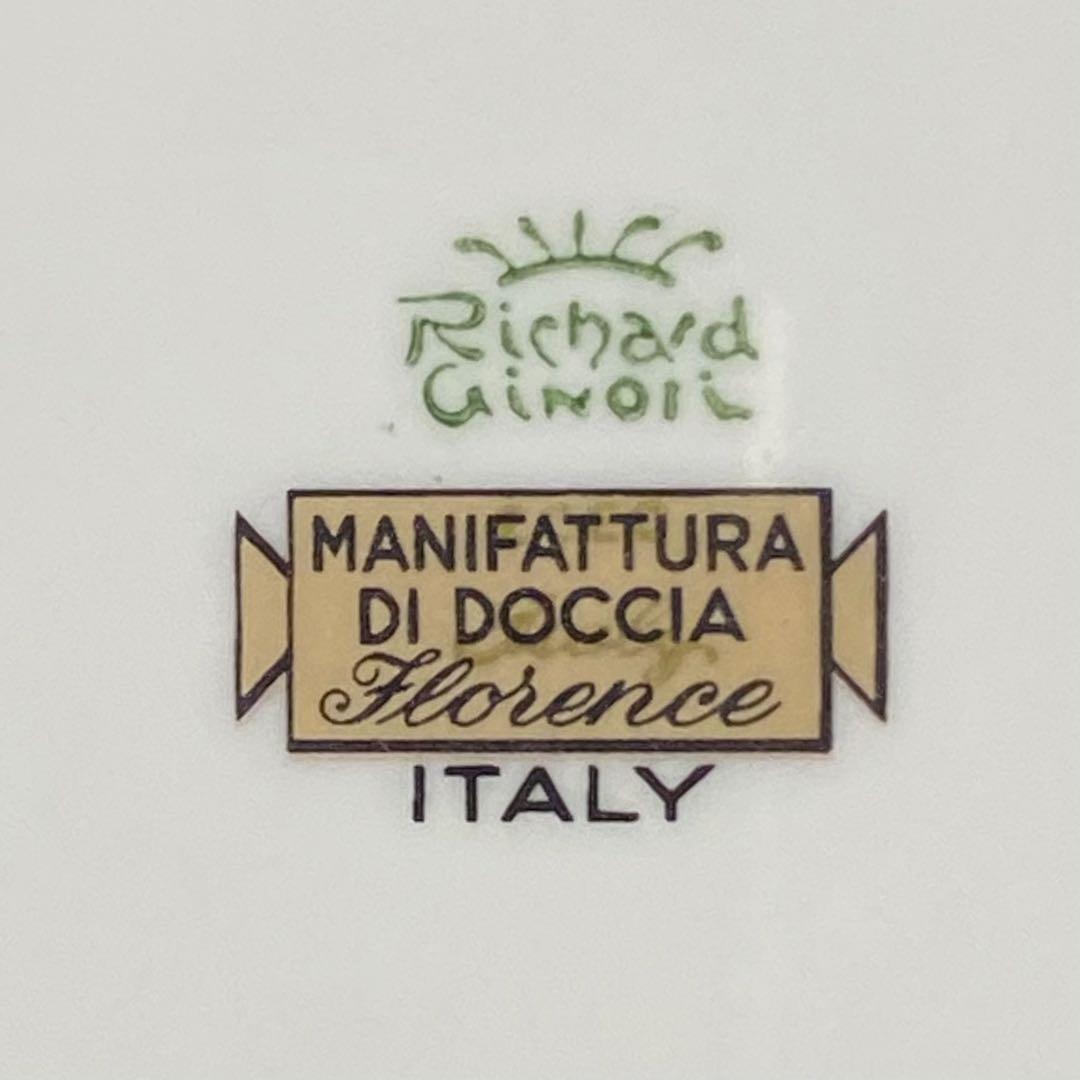 Richard
Ginori
MANIFATTURA
DI DOCCIA
Florence
ITALY